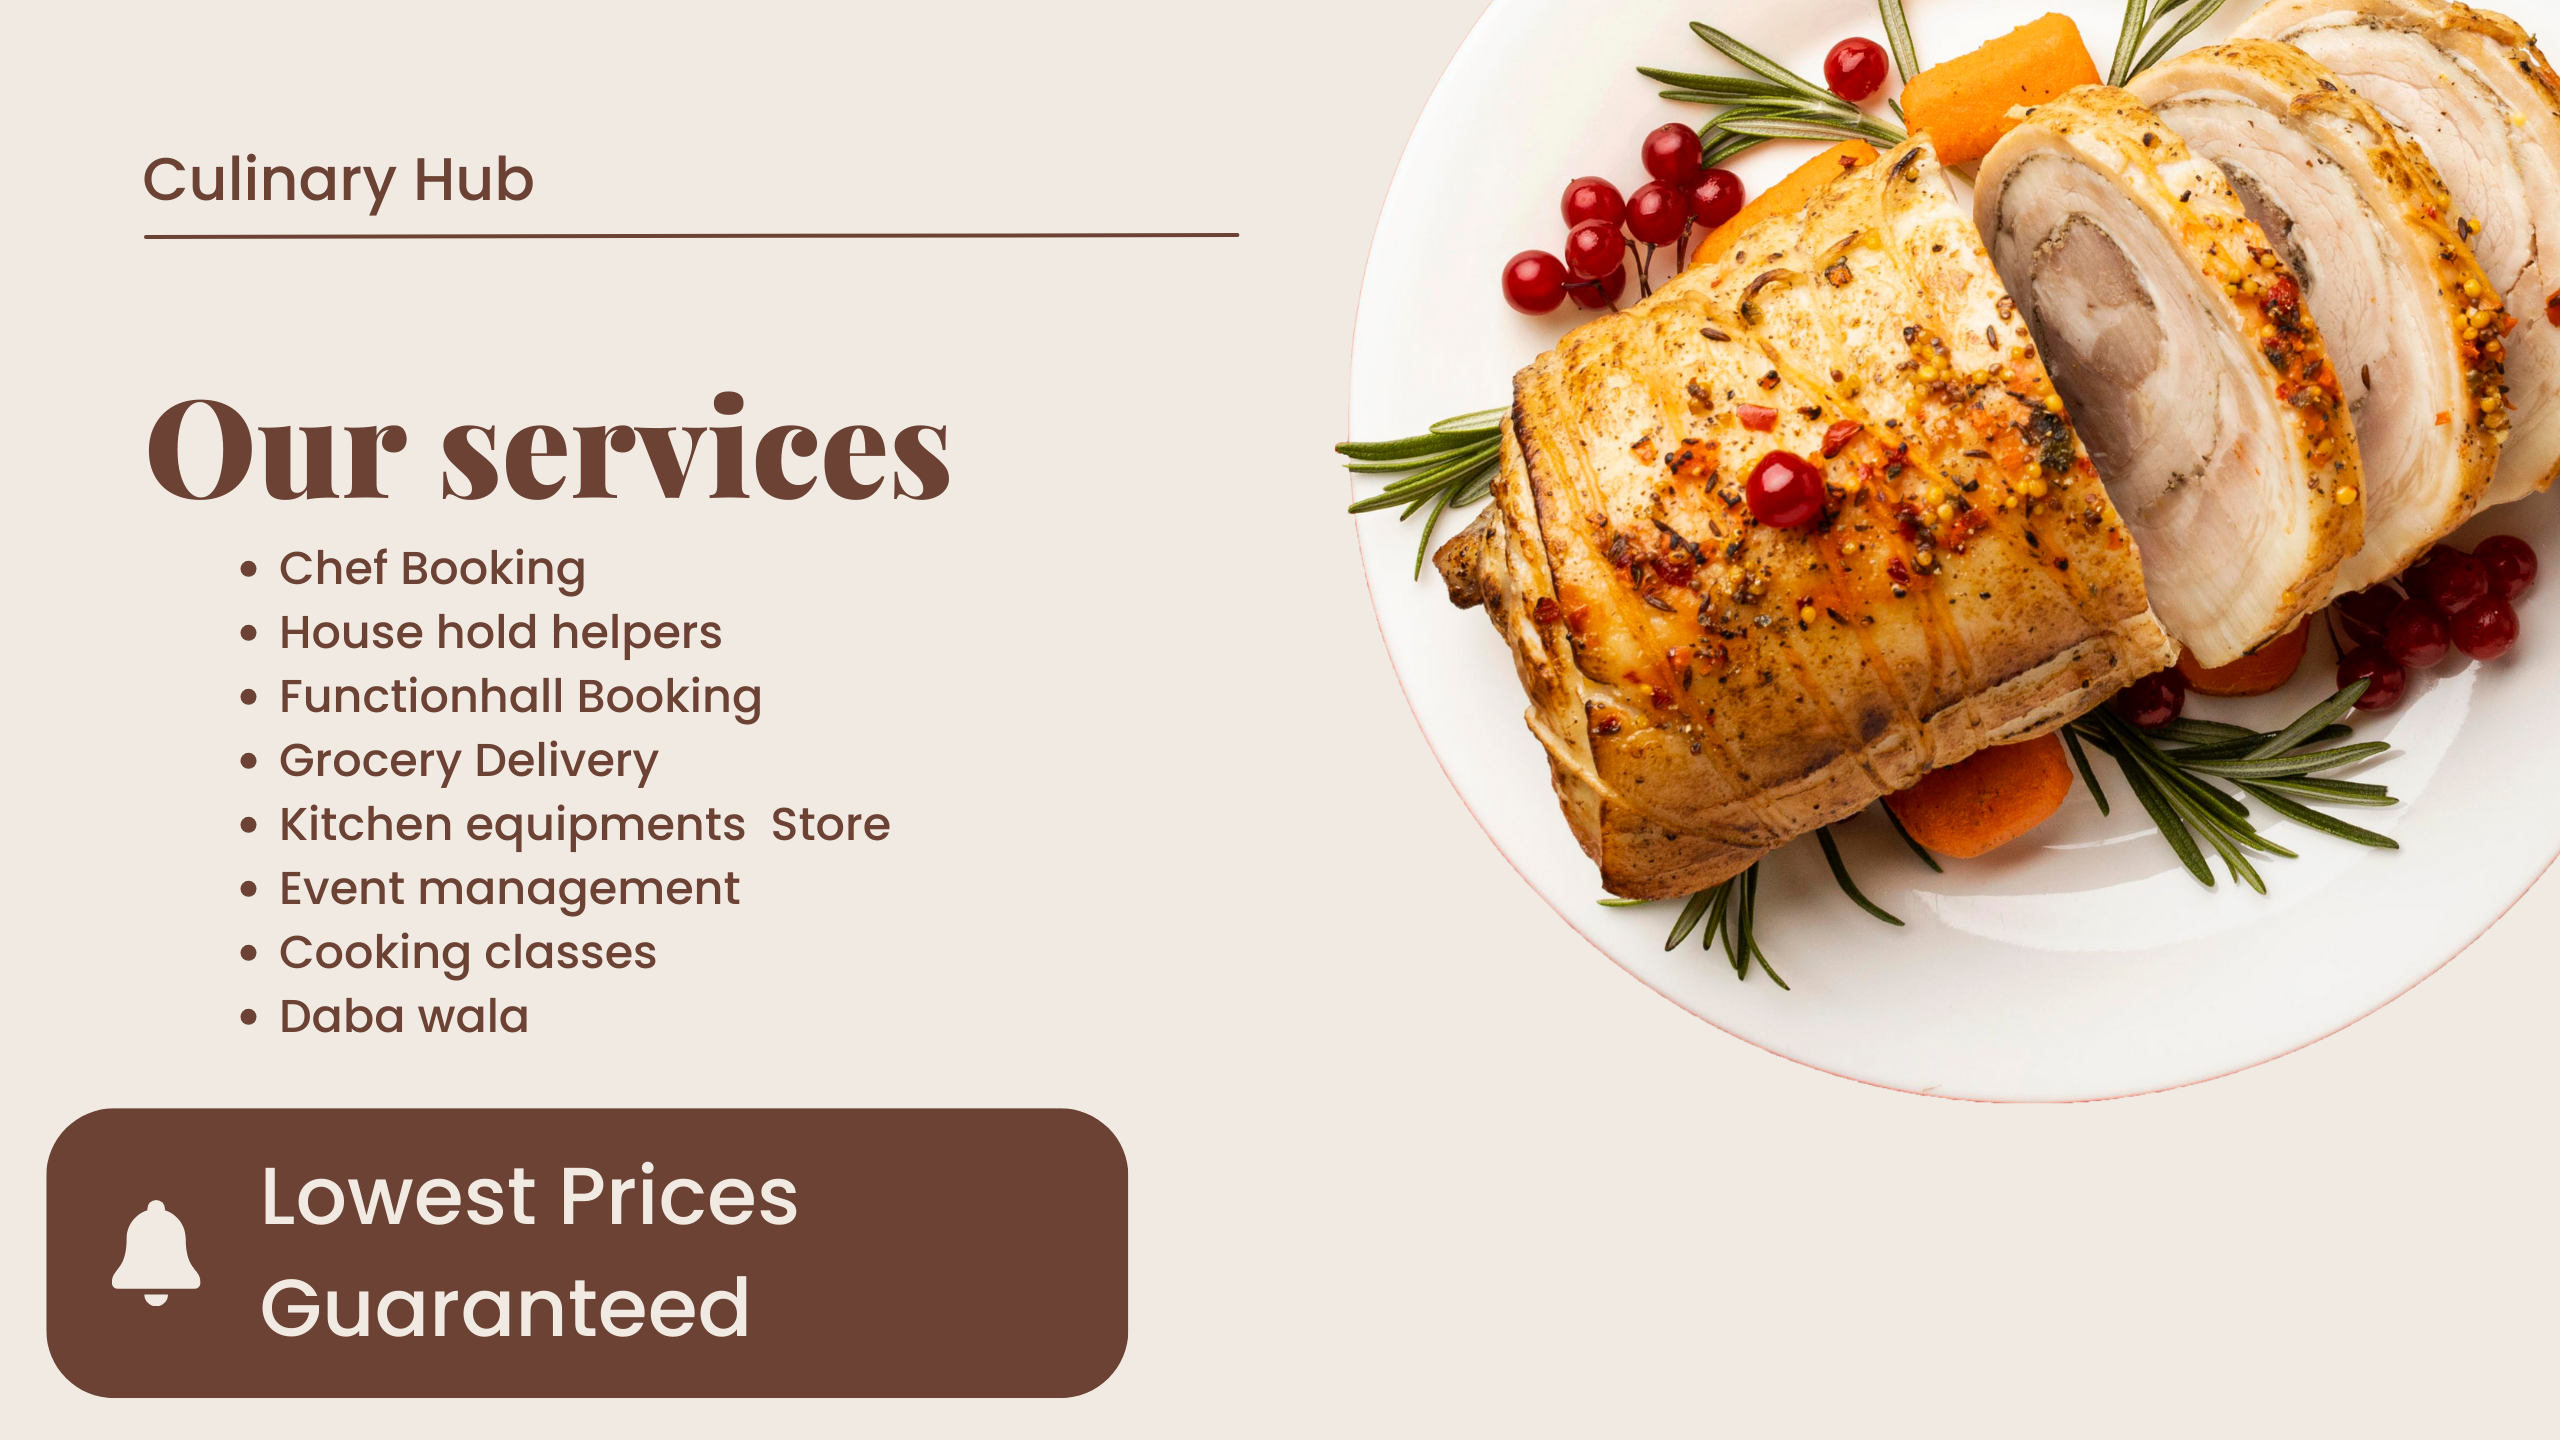 Culinary Hub
Our services
• Chef Booking
• House hold helpers
• Functionhall Booking
• Grocery Delivery
• Kitchen equipments  Store
• Event management
• Cooking classes
• Daba wala
Lowest Prices
Guaranteed